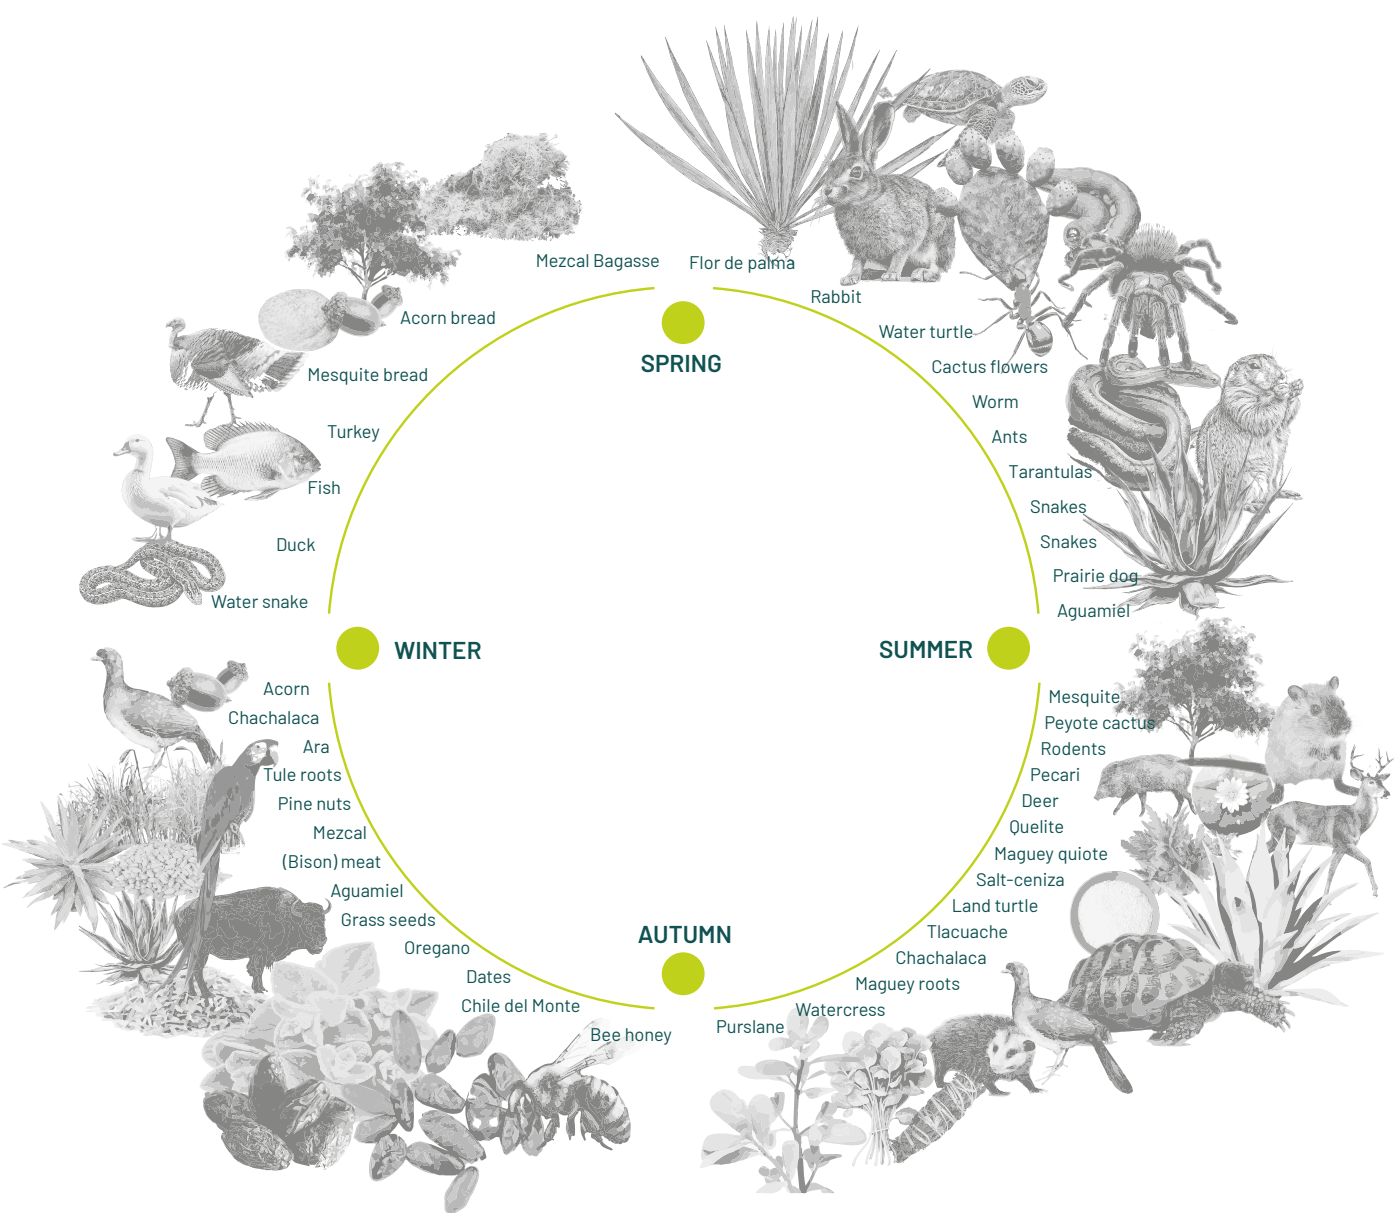 Mezcal Bagasse
Flor de palma
Rabbit
Water turtle
Cactus flowers
Worm
Ants
Tarantulas
Snakes
Snakes
Prairie dog
Aguamiel
SPRING
Acorn bread
Mesquite bread
Turkey
Fish
Duck
Water snake
WINTER
SUMMER
Mesquite
Peyote cactus
Rodents
Pecari
Deer
Quelite
Maguey quiote
Salt-ceniza
Land turtle
Tlacuache
Chachalaca
Maguey roots
Watercress
Purslane
AUTUMN
Acorn
Chachalaca
Ara
Tule roots
Pine nuts
Mezcal
(Bison) meat
Aguamiel
Grass seeds
Oregano
Dates
Chile del Monte
Bee honey